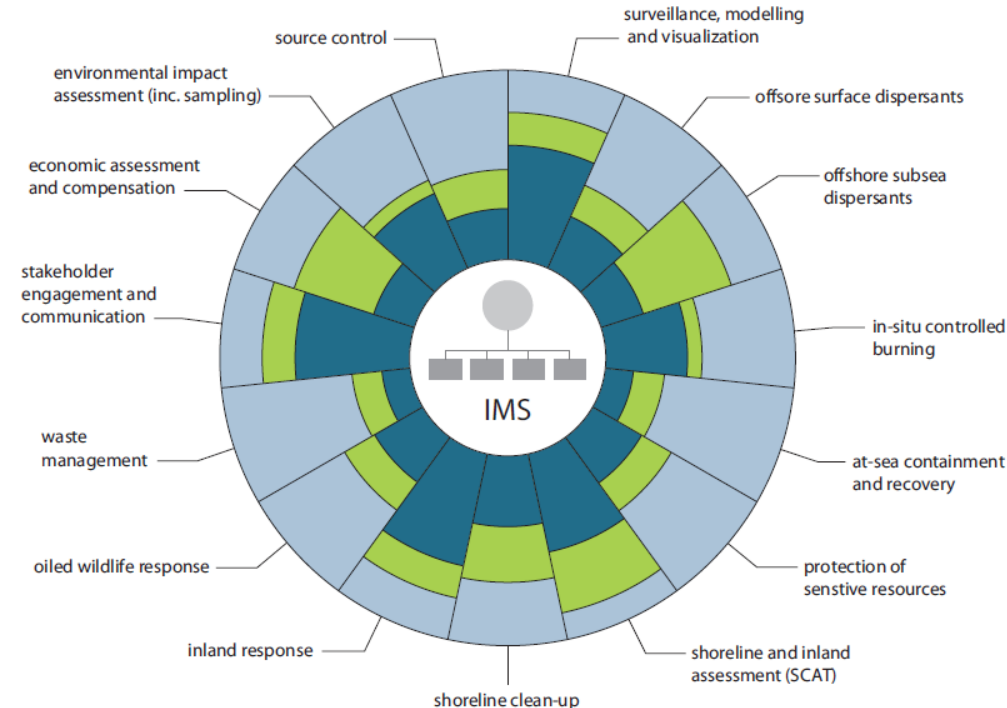 surveillance, modelling
and visualization
offsore surface dispersants
offshore subsea
dispersants
in-situ controlled
burning
at-sea containment
and recovery
protection of
senstive resources
shoreline and inland
assessment (SCAT)
shoreline clean-up
inland response
oiled wildlife response
waste
management
stakeholder
engagement and
communication
economic assessment
and compensation
environmental impact
assessment (inc. sampling)
source control
IMS